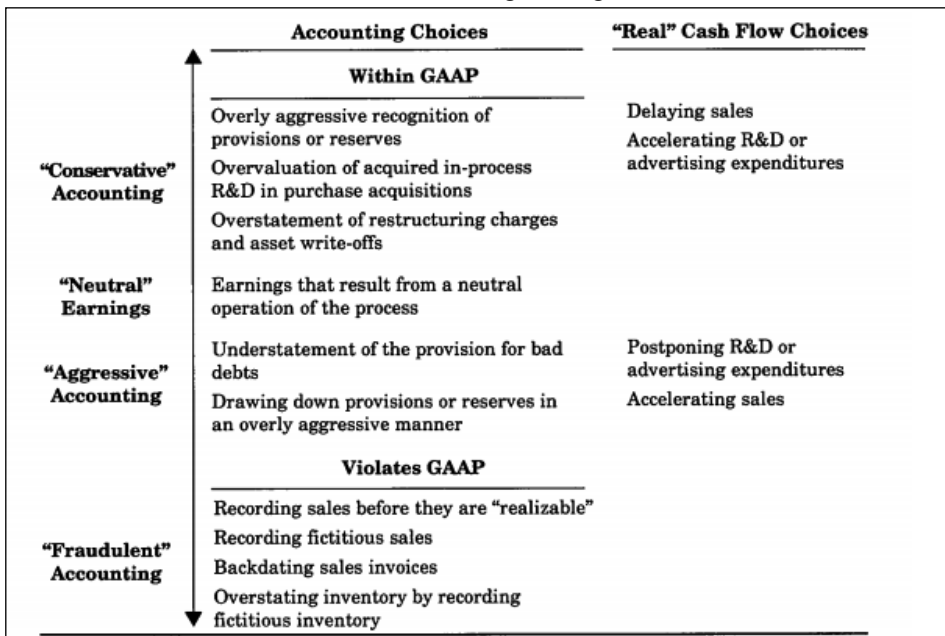 Accounting Choices
“Real” Cash Flow Choices
Within GAAP
“Conservative”
Accounting
Overly aggressive recognition of
provisions or reserves
Overvaluation of acquired in-process
R&D in purchase acquisitions
Overstatement of restructuring charges
and asset write-offs
Delaying sales
Accelerating R&D or
advertising expenditures
“Neutral”
Earnings
Earnings that result from a neutral
operation of the process
“Aggressive”
Accounting
Understatement of the provision for bad
debts
Drawing down provisions or reserves in
an overly aggressive manner
Postponing R&D or
advertising expenditures
Accelerating sales
Violates GAAP
“Fraudulent”
Accounting
Recording sales before they are “realizable”
Recording fictitious sales
Backdating sales invoices
Overstating inventory by recording
fictitious inventory